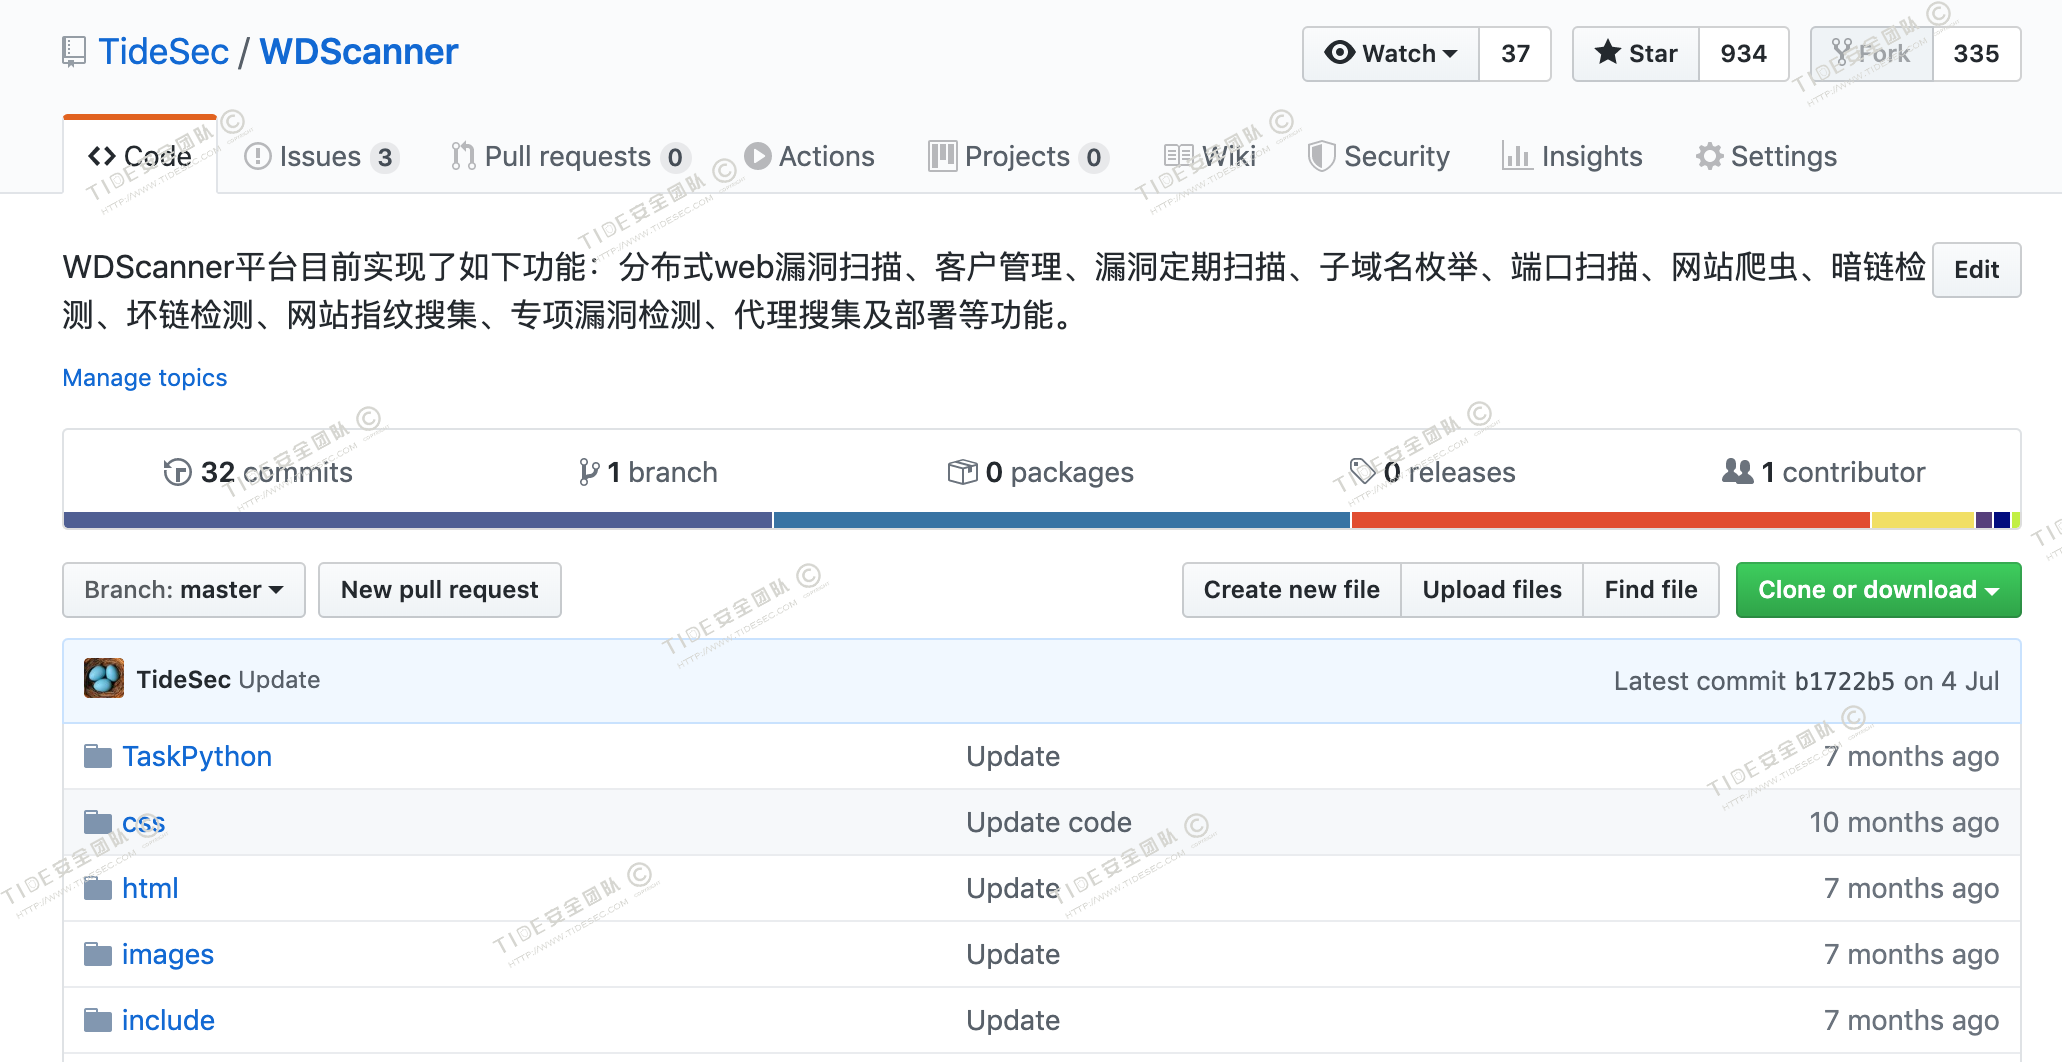 TideSec / WDScanner
Watch 37
Star 934
Fork 335
Code
Issues 3
Pull requests 0
Actions
Projects 0
Wiki
Security
Insights
Settings
WDScanner平台目前实现了如下功能：分布式web漏洞扫描、客户管理、漏洞定期扫描、子域名枚举、端口扫描、网站爬虫、暗链检
测、坏链检测、网站指纹搜集、专项漏洞检测、代理搜集及部署等功能。
Edit
Manage topics
32 commits
1 branch
0 packages
0 releases
1 contributor
Branch: master
New pull request
Create new file
Upload files
Find file
Clone or download
TideSec Update
Latest commit b1722b5 on 4 Jul
TaskPython Update 7 months ago
css Update code 10 months ago
html Update 7 months ago
images Update 7 months ago
include Update 7 months ago
TIDE安全团队 ©
HTTP://WWW.TIDESEC.COM